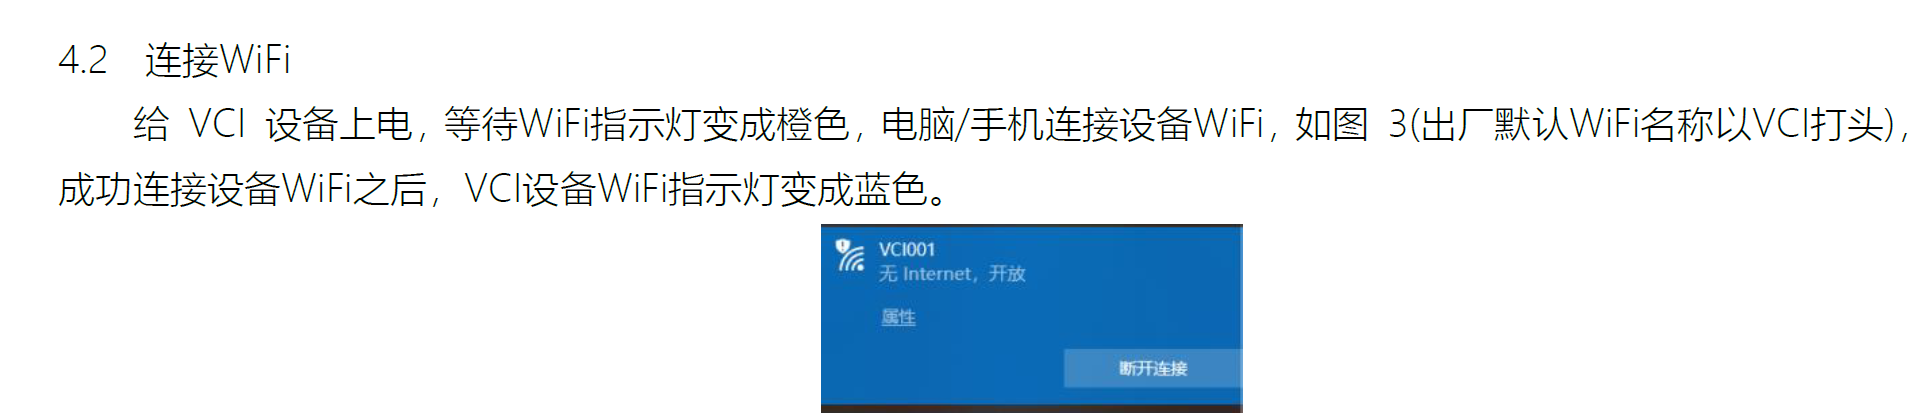 4.2 连接WiFi
给 VCI 设备上电，等待WiFi指示灯变成橙色，电脑/手机连接设备WiFi，如图 3(出厂默认WiFi名称以VCI打头)，
成功连接设备WiFi之后，VCI设备WiFi指示灯变成蓝色。
VCI001
无 Internet，开放
属性
断开连接